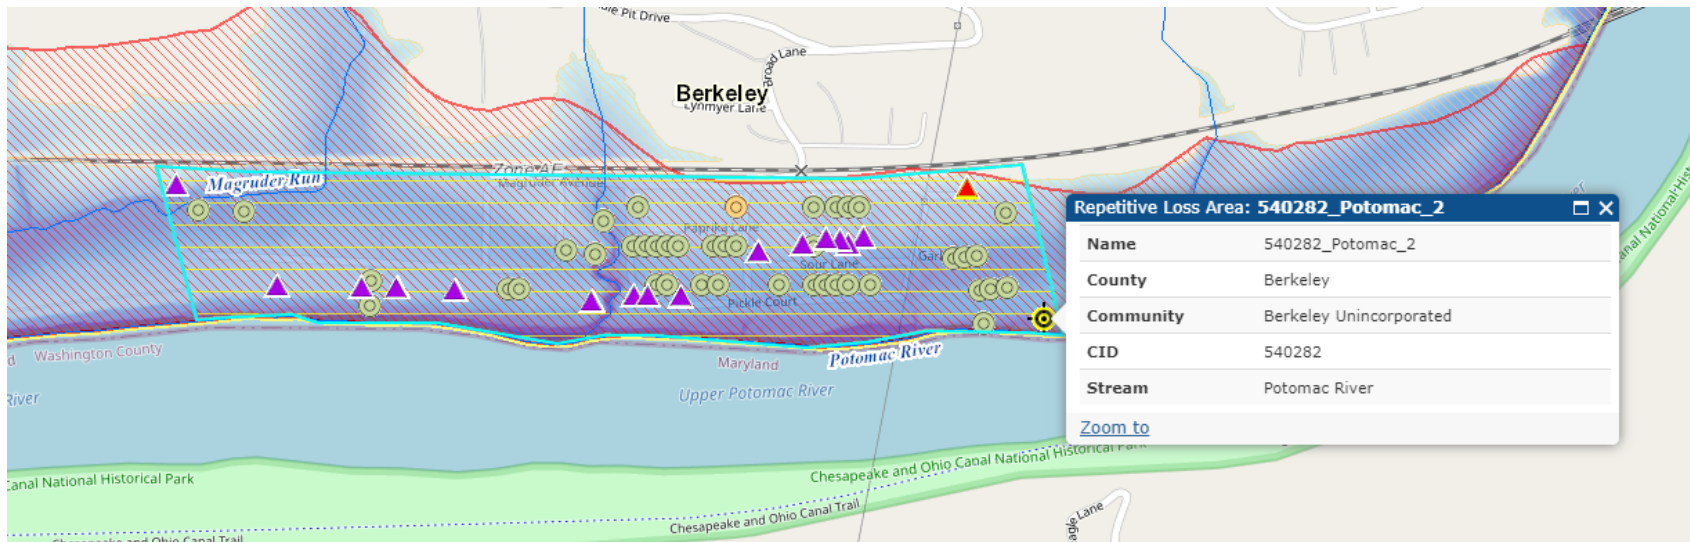 Pit Drive
Broad Lane
Berkeley
Lynmyer Lane
Zone AE
Magruder Run
Magruder Avenue
Paprika Lane
Sour Lane
Pickle Court
Repetitive Loss Area: 540282_Potomac_2
Name 540282_Potomac_2
County Berkeley
Community Berkeley Unincorporated
CID 540282
Stream Potomac River
Zoom to
Washington County
Maryland
Potomac River
River
Upper Potomac River
Canal National Historical Park
Chesapeake and Ohio Canal National Historical Park
Chesapeake and Ohio Canal Trail
Chesapeake and Ohio Canal Trail
agle Lane